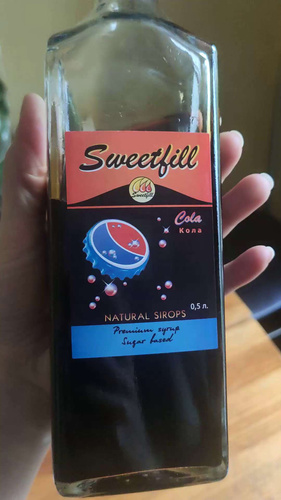 Sweetfill
Sweetfill
Cola
Кола
0,5 л.
NATURAL SIROPS
Premium syrup
Sugar based